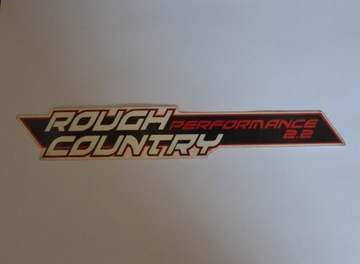 ROUGH
COUNTRY
PERFORMANCE
2.2